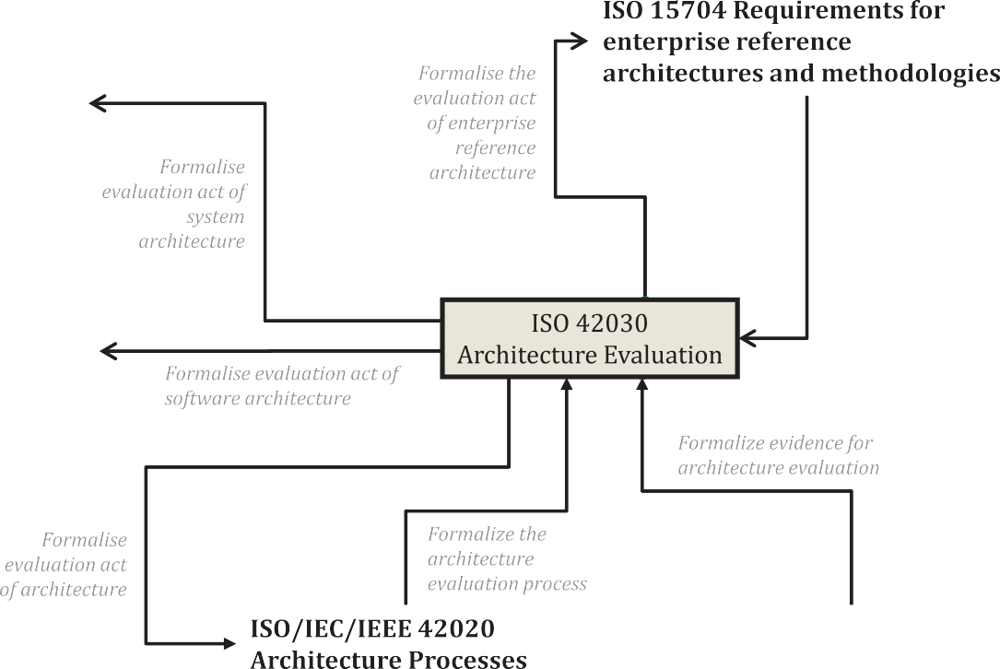 ISO 15704 Requirements for
enterprise reference
architectures and methodologies
Formalise the
evaluation act
of enterprise
reference
architecture
Formalise
evaluation act of
system
architecture
ISO 42030
Architecture Evaluation
Formalise evaluation act of
software architecture
Formalize evidence for
architecture evaluation
Formalise
evaluation act
of architecture
Formalize the
architecture
evaluation process
ISO/IEC/IEEE 42020
Architecture Processes